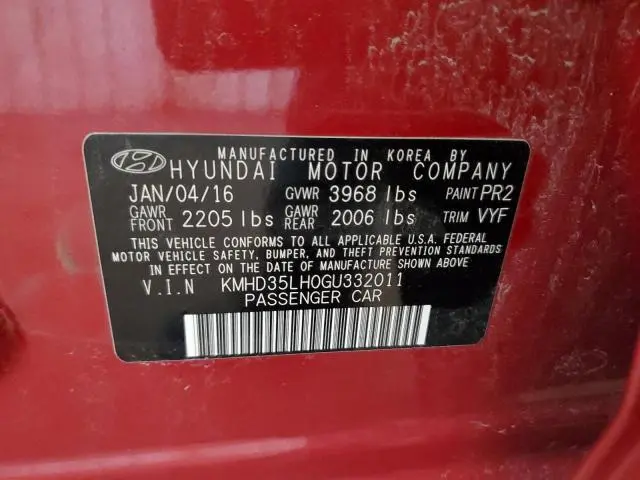 MANUFACTURED IN KOREA BY
HYUNDAI MOTOR COMPANY
JAN/04/16 GVWR 3968 lbs PAINT PR2
GAWR FRONT 2205 lbs GAWR REAR 2006 lbs TRIM VYF
THIS VEHICLE CONFORMS TO ALL APPLICABLE U.S.A. FEDERAL
MOTOR VEHICLE SAFETY, BUMPER, AND THEFT PREVENTION STANDARDS
IN EFFECT ON THE DATE OF MANUFACTURE SHOWN ABOVE
V.I.N KMHD35LH0GU332011
PASSENGER CAR